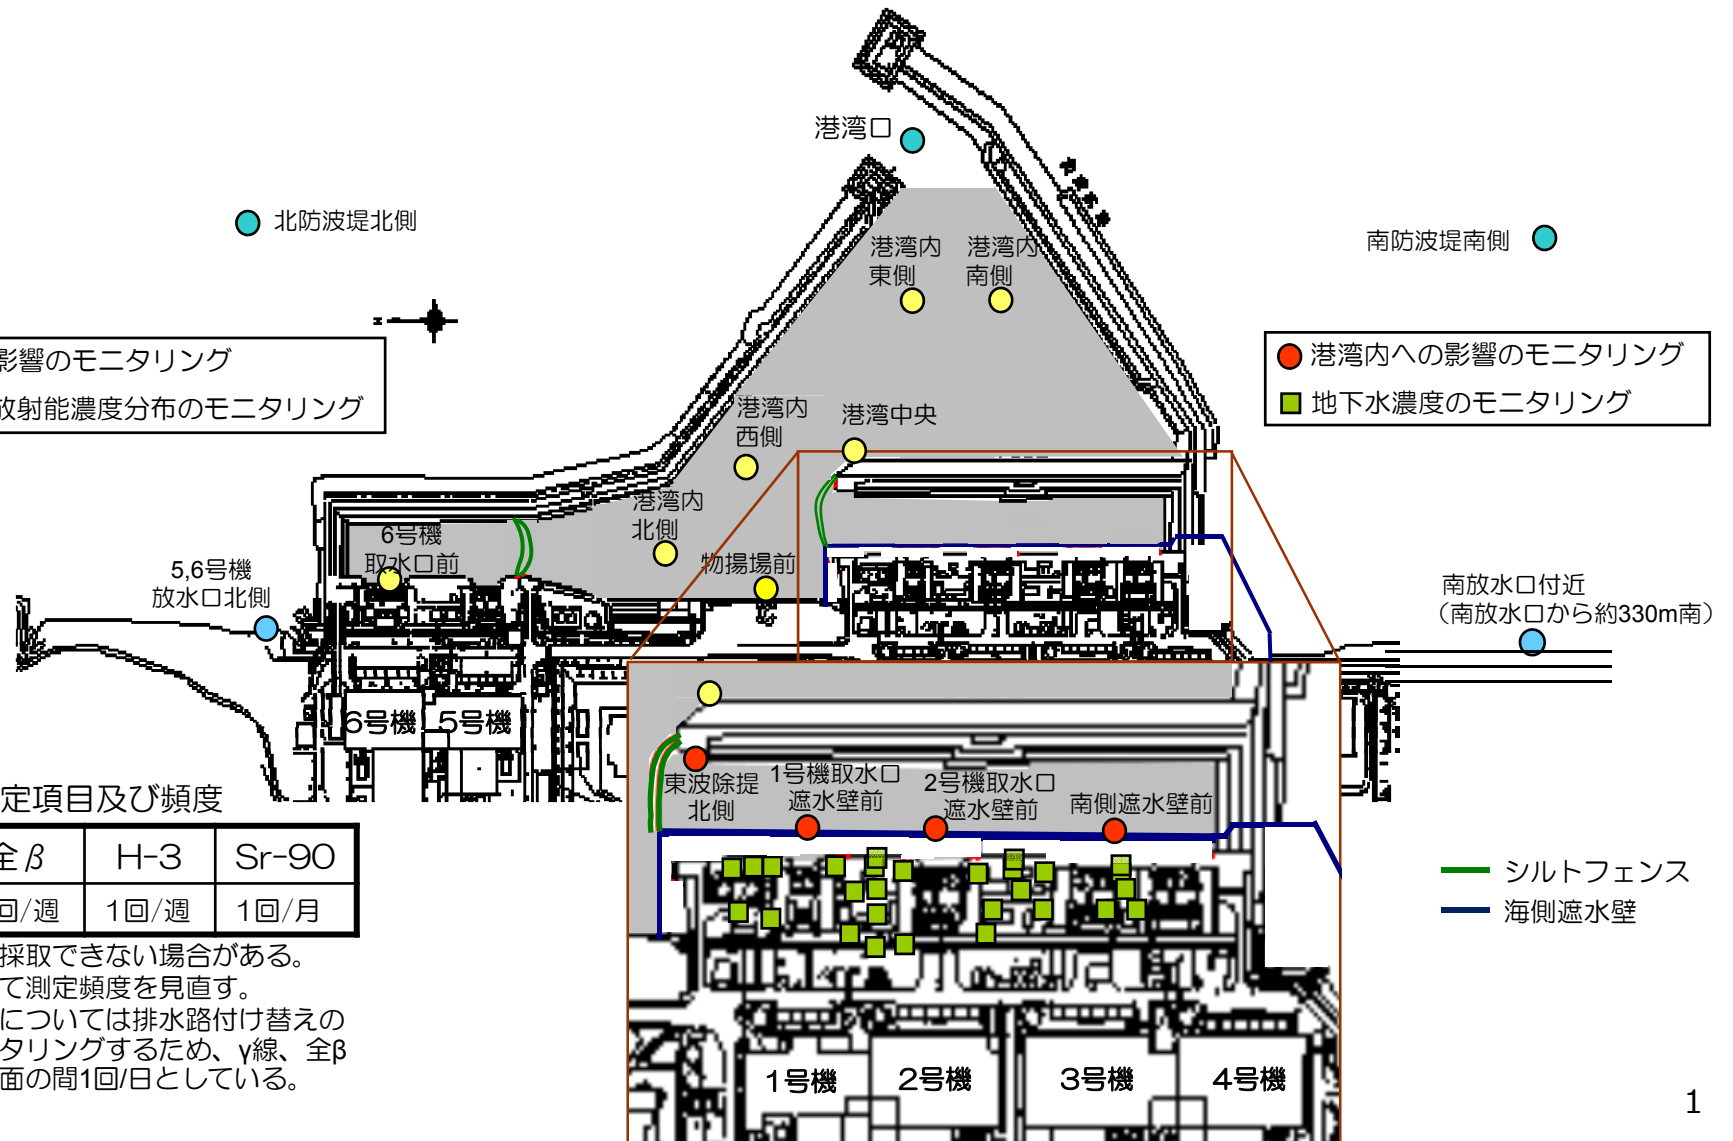 港湾口
北防波堤北側
南防波堤南側
港湾内
東側
港湾内
南側
影響のモニタリング
放射能濃度分布のモニタリング
港湾内への影響のモニタリング
地下水濃度のモニタリング
港湾内
西側
港湾中央
港湾内
北側
物揚場前
6号機
取水口前
5,6号機
放水口北側
南放水口付近
（南放水口から約330m南）
6号機
5号機
東波除提
北側
1号機取水口
遮水壁前
2号機取水口
遮水壁前
南側遮水壁前
定項目及び頻度
全β H-3 Sr-90
回/週 1回/週 1回/月
採取できない場合がある。
て測定頻度を見直す。
については排水路付け替えの
タリングするため、γ線、全β
面の間1回/日としている。
シルトフェンス
海側遮水壁
1号機
2号機
3号機
4号機
1